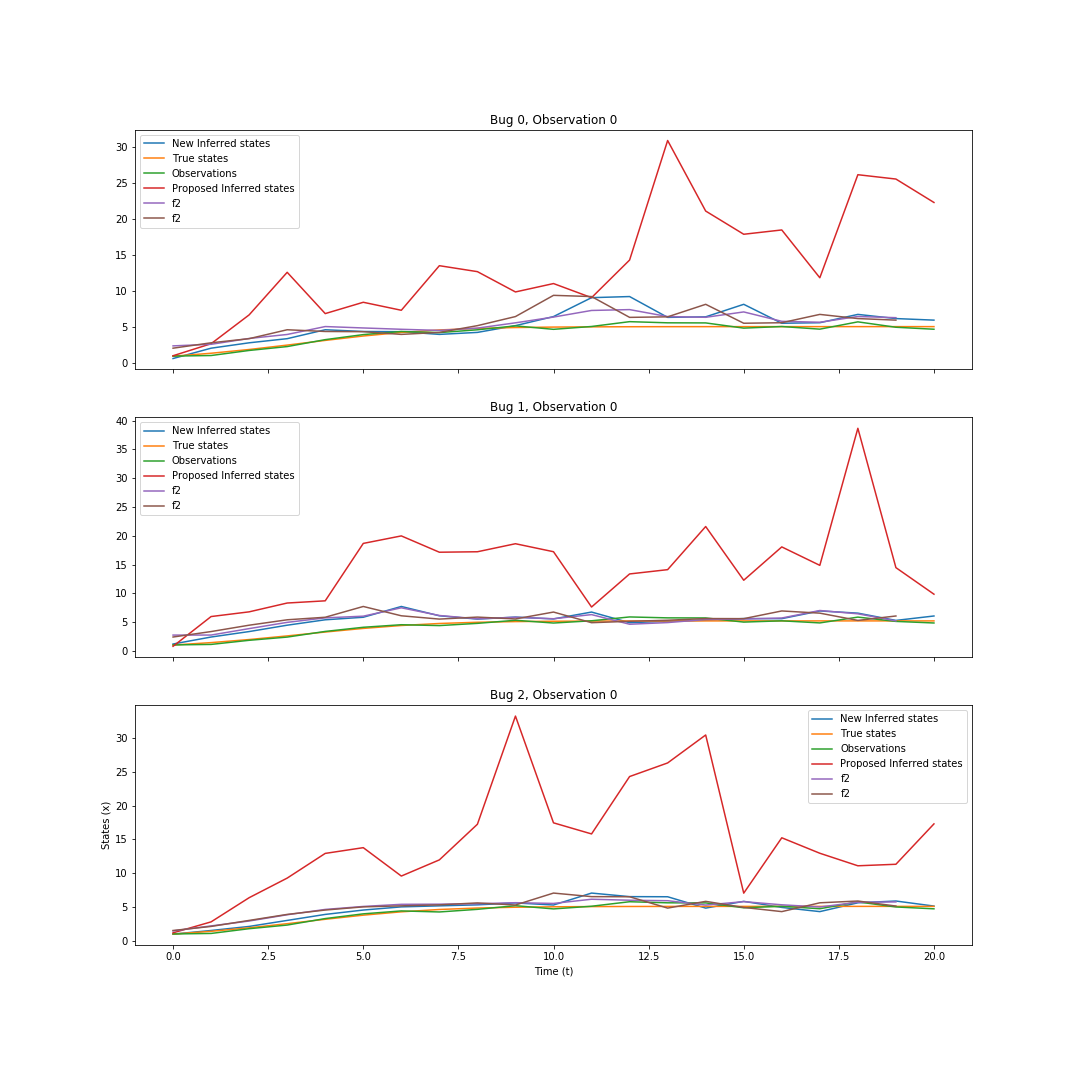 Bug 0, Observation 0
30
25
20
15
10
5
0
New Inferred states
True states
Observations
Proposed Inferred states
f2
f2
Bug 1, Observation 0
40
35
30
25
20
15
10
5
0
New Inferred states
True states
Observations
Proposed Inferred states
f2
f2
Bug 2, Observation 0
States (x)
30
25
20
15
10
5
0
New Inferred states
True states
Observations
Proposed Inferred states
f2
f2
0.0 2.5 5.0 7.5 10.0 12.5 15.0 17.5 20.0
Time (t)